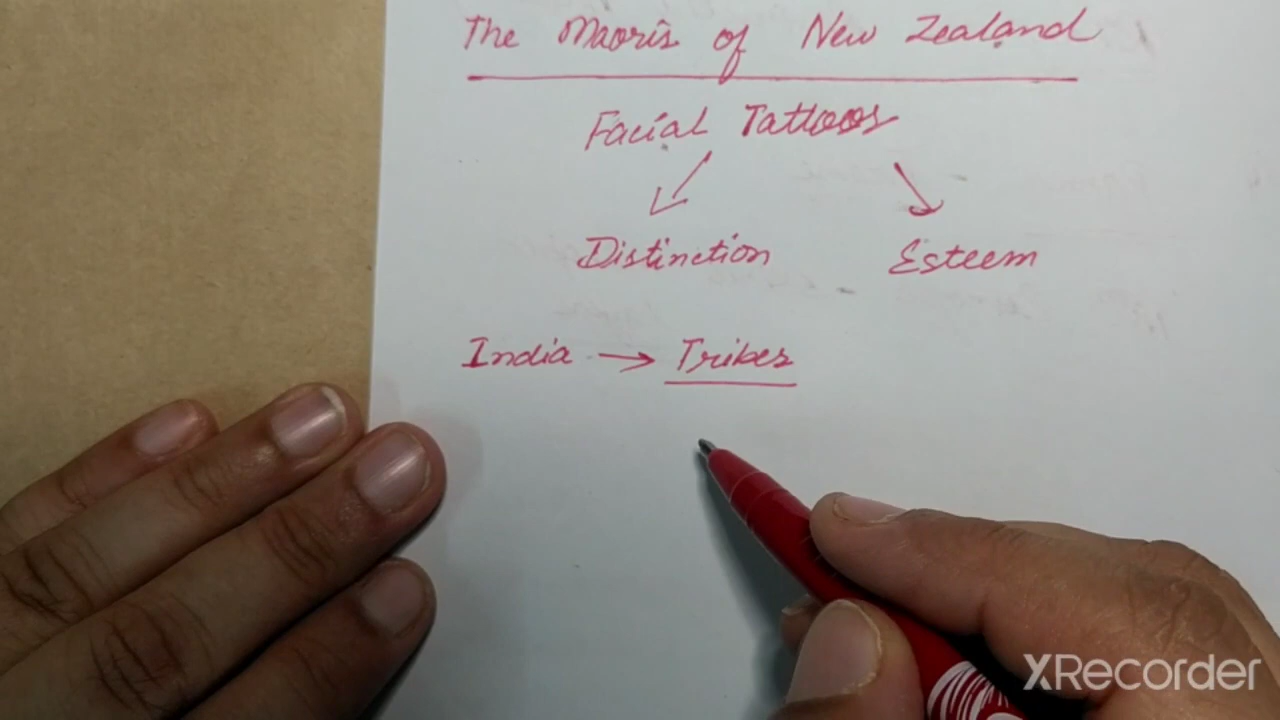 The Maoris of New Zealand
Facial Tattoos
Distinction Esteem
India → Tribes
XRecorder